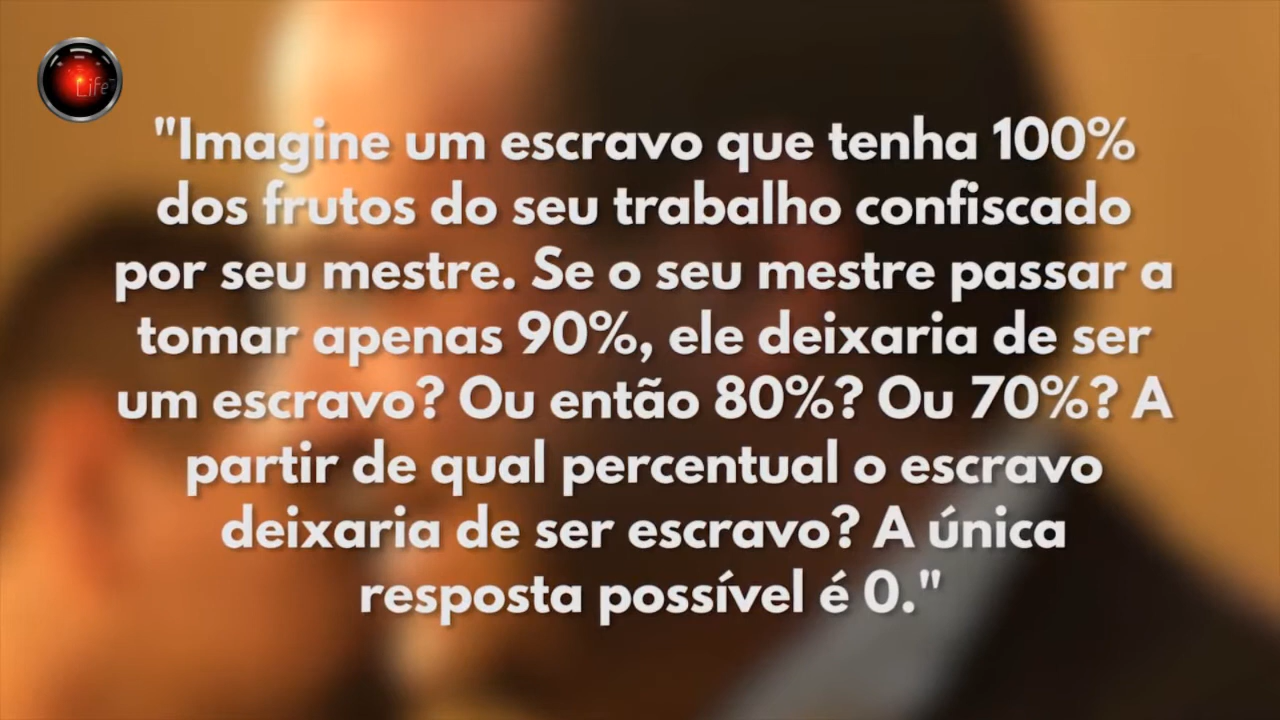 Life
"Imagine um escravo que tenha 100%
dos frutos do seu trabalho confiscado
por seu mestre. Se o seu mestre passar a
tomar apenas 90%, ele deixaria de ser
um escravo? Ou então 80%? Ou 70%? A
partir de qual percentual o escravo
deixaria de ser escravo? A única
resposta possível é 0."